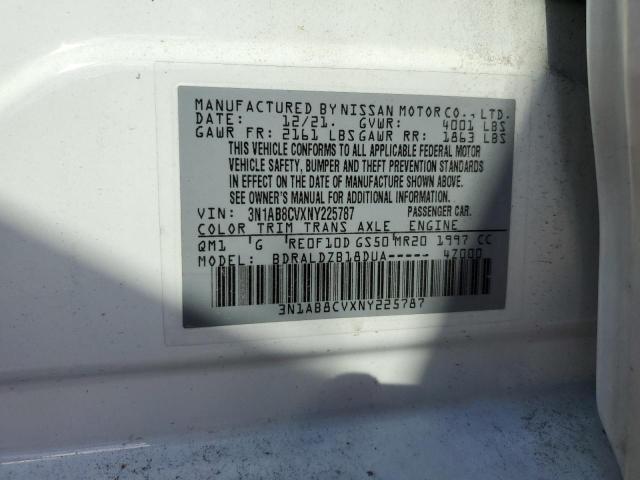 MANUFACTURED BY NISSAN MOTOR CO., LTD.
DATE: 12/21. GVWR: 4001 LBS
GAWR FR: 2161 LBS GAWR RR: 1863 LBS
THIS VEHICLE CONFORMS TO ALL APPLICABLE FEDERAL MOTOR
VEHICLE SAFETY, BUMPER AND THEFT PREVENTION STANDARDS
IN EFFECT ON THE DATE OF MANUFACTURE SHOWN ABOVE.
SEE OWNER'S MANUAL FOR ADDITIONAL INFORMATION.
VIN: 3N1AB8CVXNY225787 PASSENGER CAR.
COLOR TRIM TRANS AXLE ENGINE
QM1 'G 'RE0F10D GS50'MR20 1997 CC
MODEL: BDRALDZB18DUA----- 4Z000
3N1AB8CVXNY225787